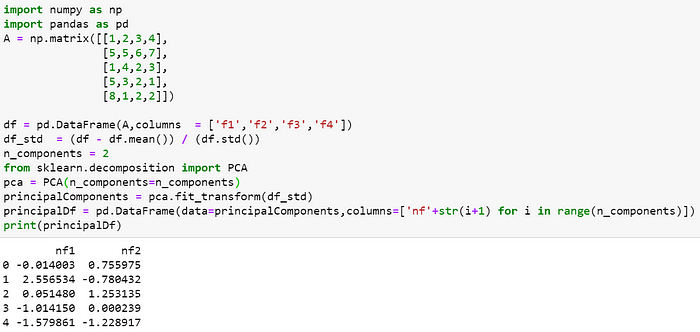 import numpy as np
import pandas as pd
A = np.matrix([[1,2,3,4],
               [5,5,6,7],
               [1,4,2,3],
               [5,3,2,1],
               [8,1,2,2]])
df = pd.DataFrame(A,columns  = ['f1','f2','f3','f4'])
df_std  = (df - df.mean()) / (df.std())
n_components = 2
from sklearn.decomposition import PCA
pca = PCA(n_components=n_components)
principalComponents = pca.fit_transform(df_std)
principalDf = pd.DataFrame(data=principalComponents,columns=['nf'+str(i+1) for i in range(n_components)])
print(principalDf)
        nf1       nf2
0 -0.014003  0.755975
1  2.556534 -0.780432
2  0.051480  1.253135
3 -1.014150  0.000239
4 -1.579861 -1.228917